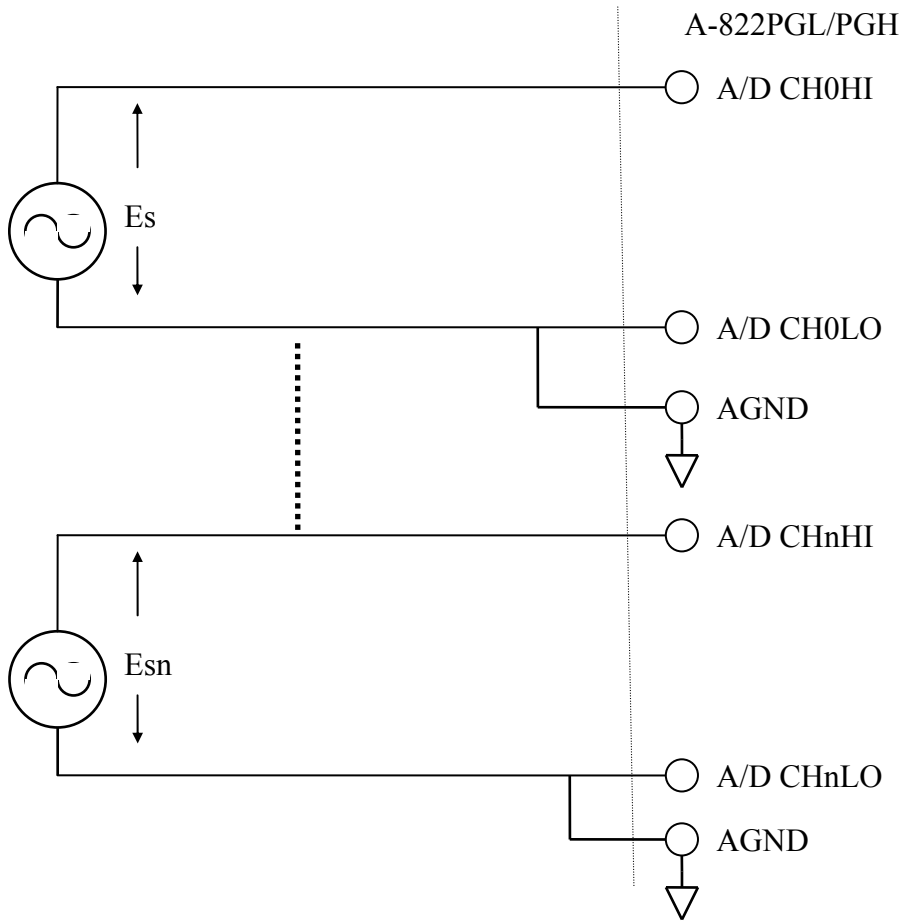 A-822PGL/PGH
A/D CH0HI
Es
A/D CH0LO
AGND
A/D CHnHI
Esn
A/D CHnLO
AGND